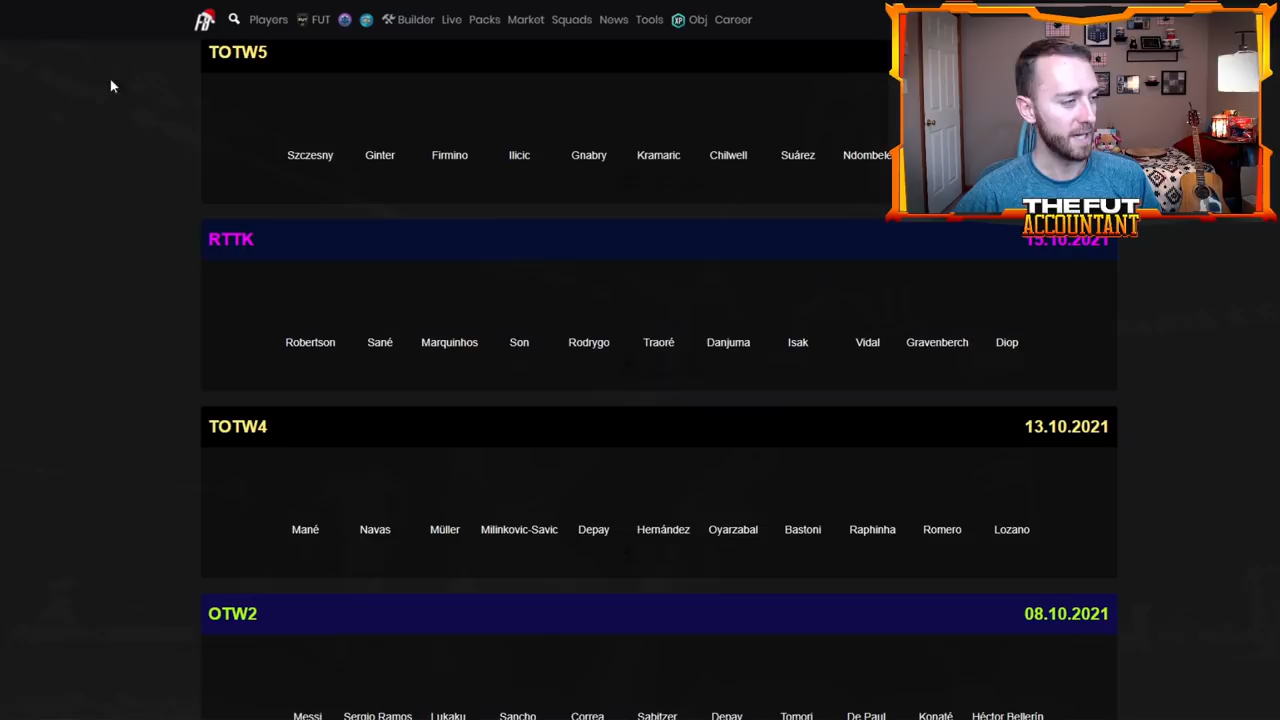 Players FUT Builder Live Packs Market Squads News Tools XP Obj Career
TOTW5
Szczesny Ginter Firmino Ilicic Gnabry Kramaric Chilwell Suárez Ndombele
THE FUT
ACCOUNTANT
RTTK 15.10.2021
Robertson Sané Marquinhos Son Rodrygo Traoré Danjuma Isak Vidal Gravenberch Diop
TOTW4 13.10.2021
Mané Navas Müller Milinkovic-Savic Depay Hernández Oyarzabal Bastoni Raphinha Romero Lozano
OTW2 08.10.2021
Messi Sergio Ramos Lukaku Sancho Correa Sabitzer Depay Tomori De Paul Konaté Héctor Bellerín